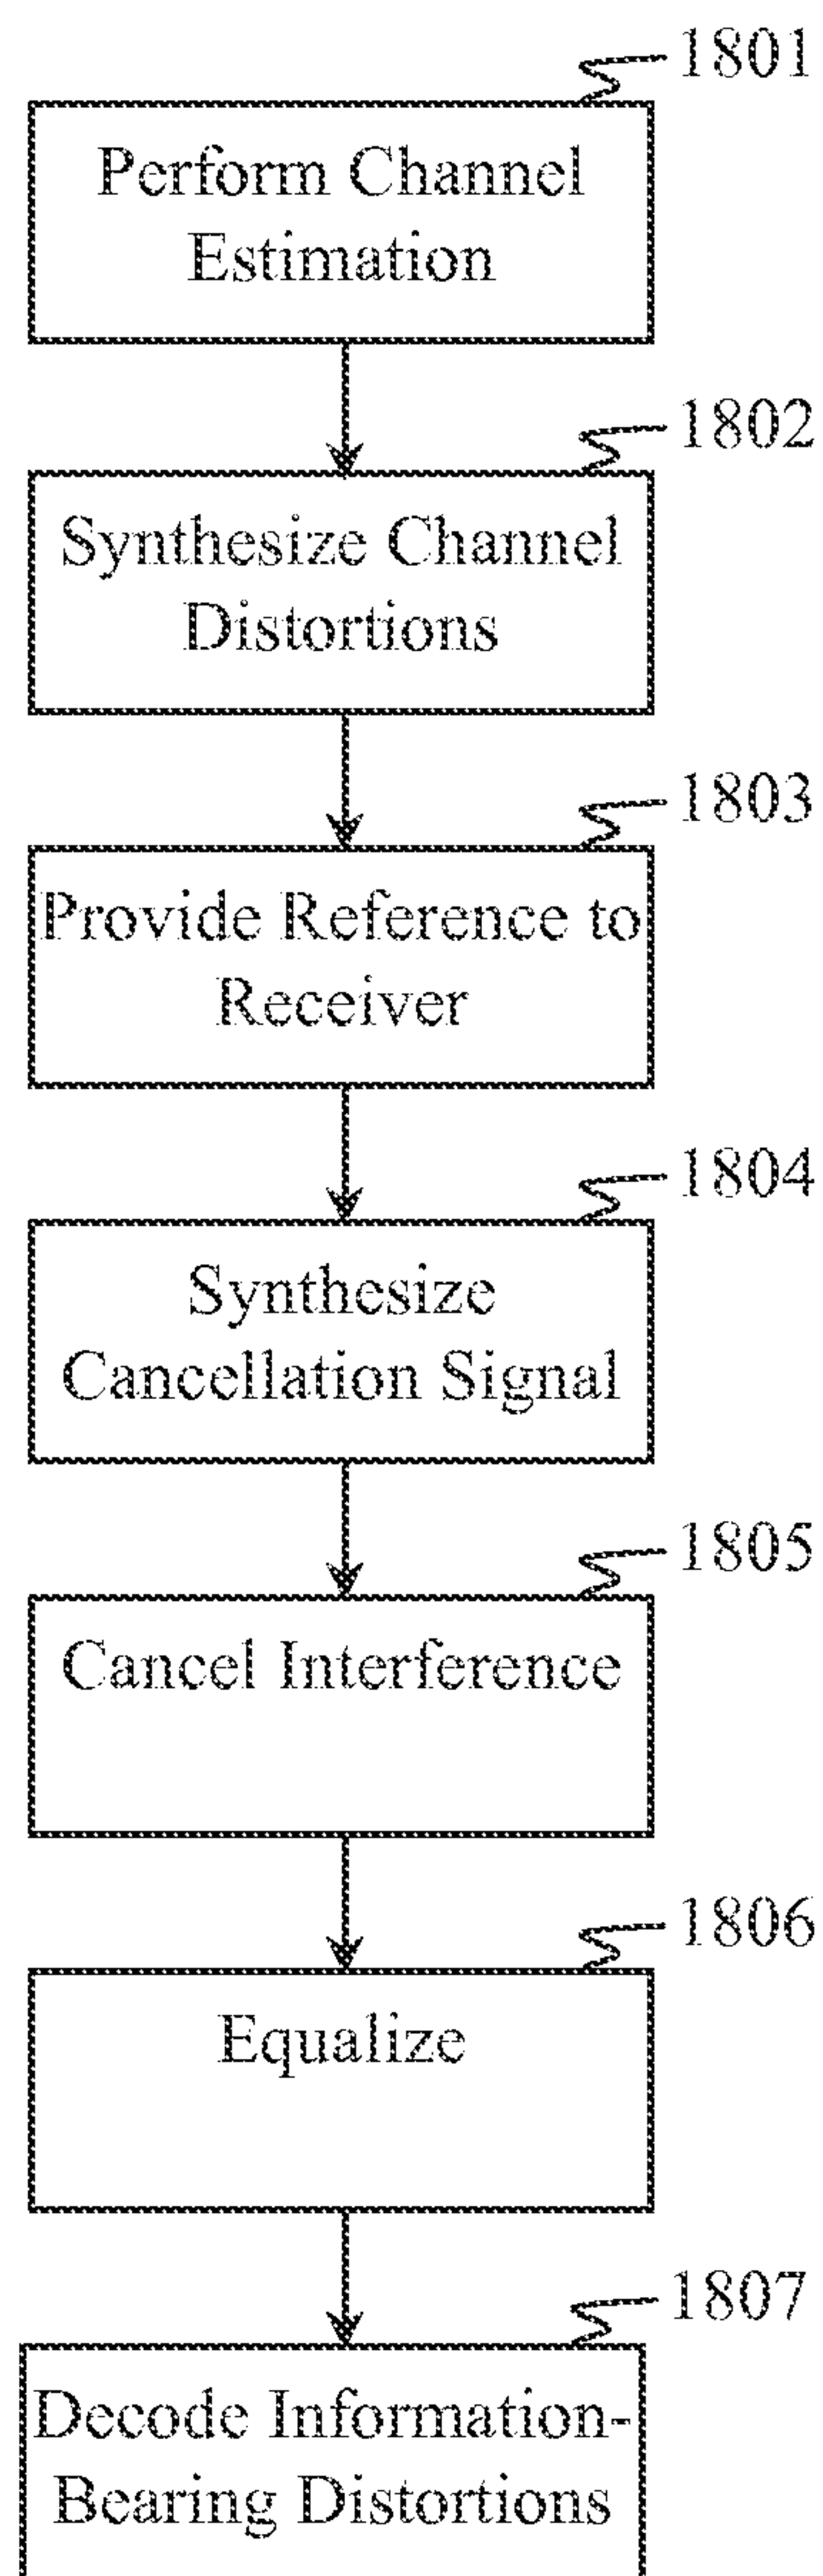 1801
Perform Channel
Estimation
1802
Synthesize Channel
Distortions
1803
Provide Reference to
Receiver
1804
Synthesize
Cancellation Signal
1805
Cancel Interference
1806
Equalize
1807
Decode Information-
Bearing Distortions